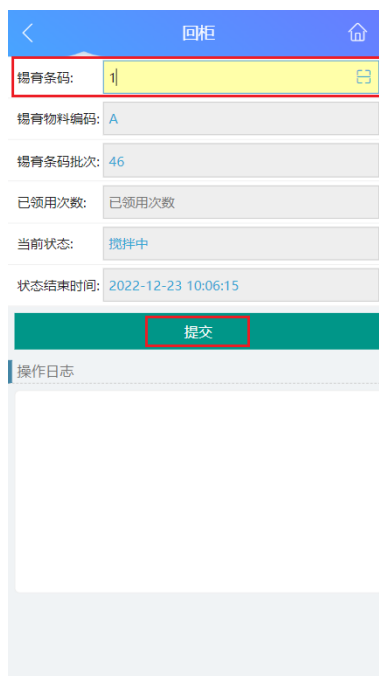 回柜
锡膏条码: 1
锡膏物料编码: A
锡膏条码批次: 46
已领用次数: 已领用次数
当前状态: 搅拌中
状态结束时间: 2022-12-23 10:06:15
提交
操作日志